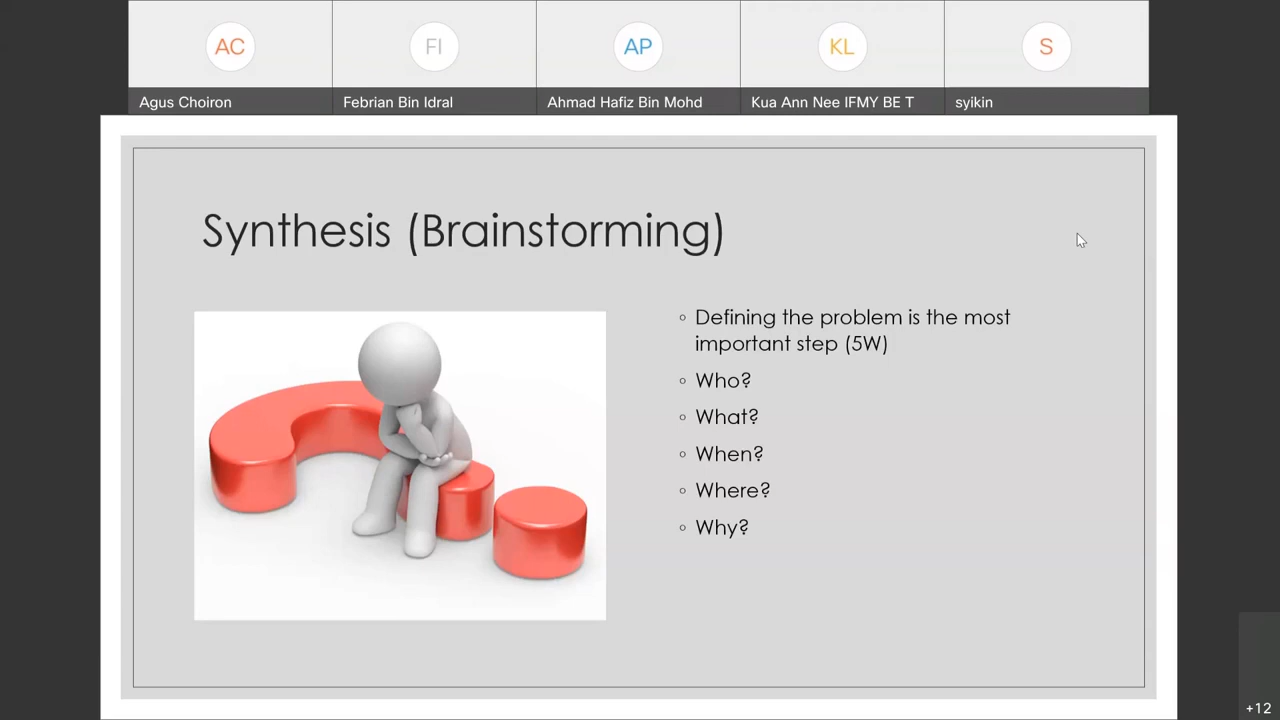 AC
FI
AP
KL
S
Agus Choiron
Febrian Bin Idral
Ahmad Hafiz Bin Mohd
Kua Ann Nee IFMY BE T
syikin
Synthesis (Brainstorming)
◦ Defining the problem is the most
important step (5W)
◦ Who?
◦ What?
◦ When?
◦ Where?
◦ Why?
+12